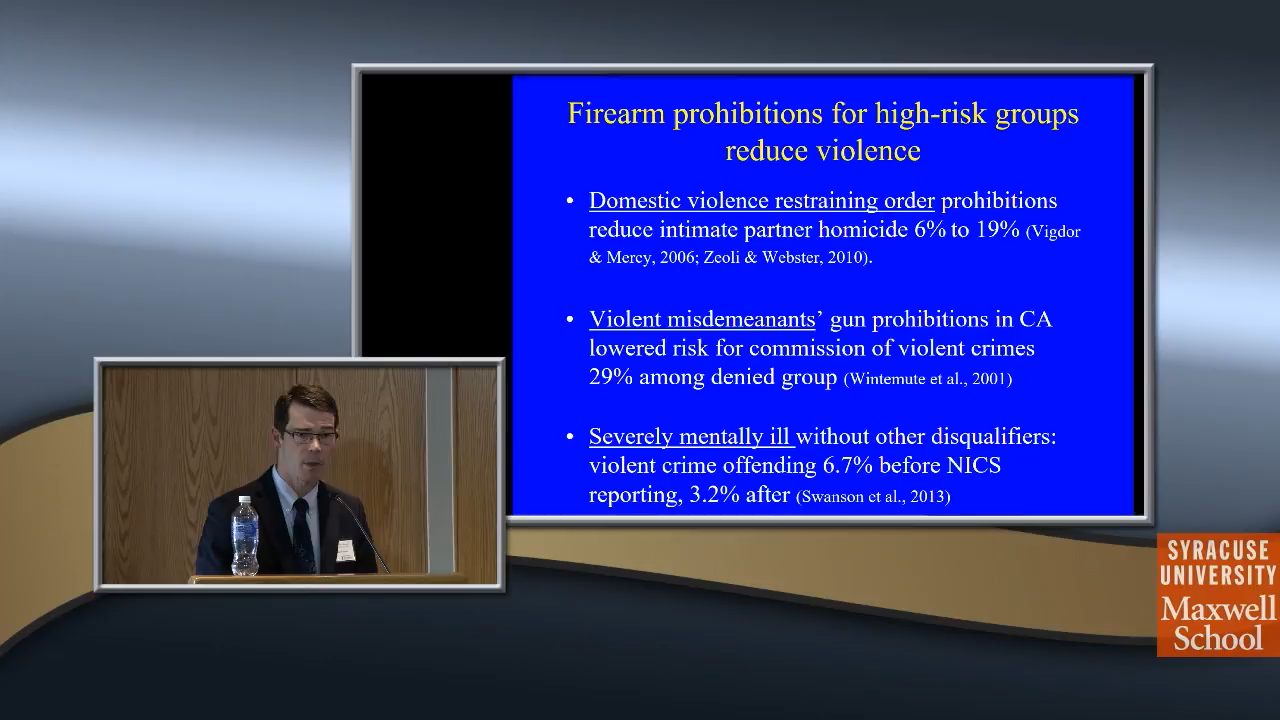 Firearm prohibitions for high-risk groups
reduce violence
• Domestic violence restraining order prohibitions
reduce intimate partner homicide 6% to 19% (Vigdor
& Mercy, 2006; Zeoli & Webster, 2010).
• Violent misdemeanants’ gun prohibitions in CA
lowered risk for commission of violent crimes
29% among denied group (Wintemute et al., 2001)
• Severely mentally ill without other disqualifiers:
violent crime offending 6.7% before NICS
reporting, 3.2% after (Swanson et al., 2013)
SYRACUSE
UNIVERSITY
Maxwell
School